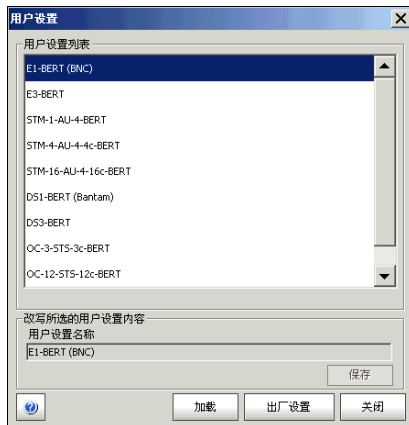 用户设置
用户设置列表
E1-BERT (BNC)
E3-BERT
STM-1-AU-4-BERT
STM-4-AU-4-4c-BERT
STM-16-AU-4-16c-BERT
DS1-BERT (Bantam)
DS3-BERT
OC-3-STS-3c-BERT
OC-12-STS-12c-BERT
改写所选的用户设置内容
用户设置名称
E1-BERT (BNC)
保存
加载 出厂设置 关闭